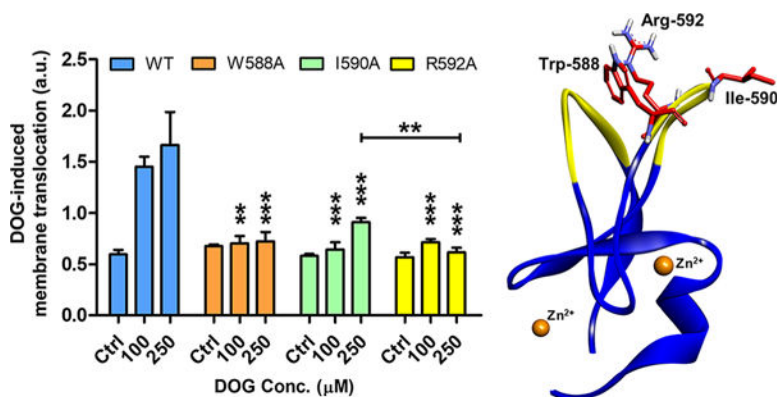 DOG-induced
membrane translocation (a.u.)
2.5
2.0
1.5
1.0
0.5
0.0
WT W588A I590A R592A
**
*** *** *** *** *** ***
**
Ctrl 100 250 Ctrl 100 250 Ctrl 100 250 Ctrl 100 250
DOG Conc. (μM)
Arg-592
Trp-588
Ile-590
Zn²⁺
Zn²⁺